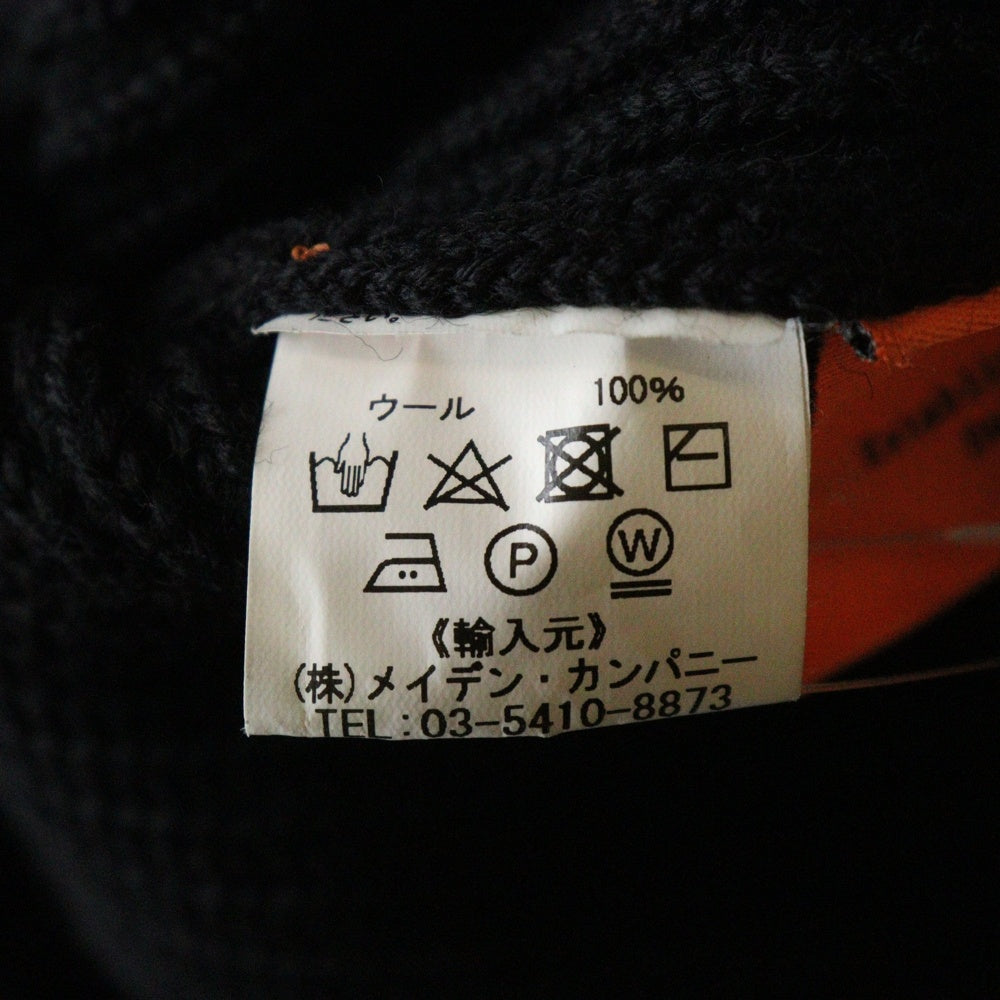 ウール 100%
P W
《輸入元》
(株)メイデン・カンパニー
TEL:03-5410-8873